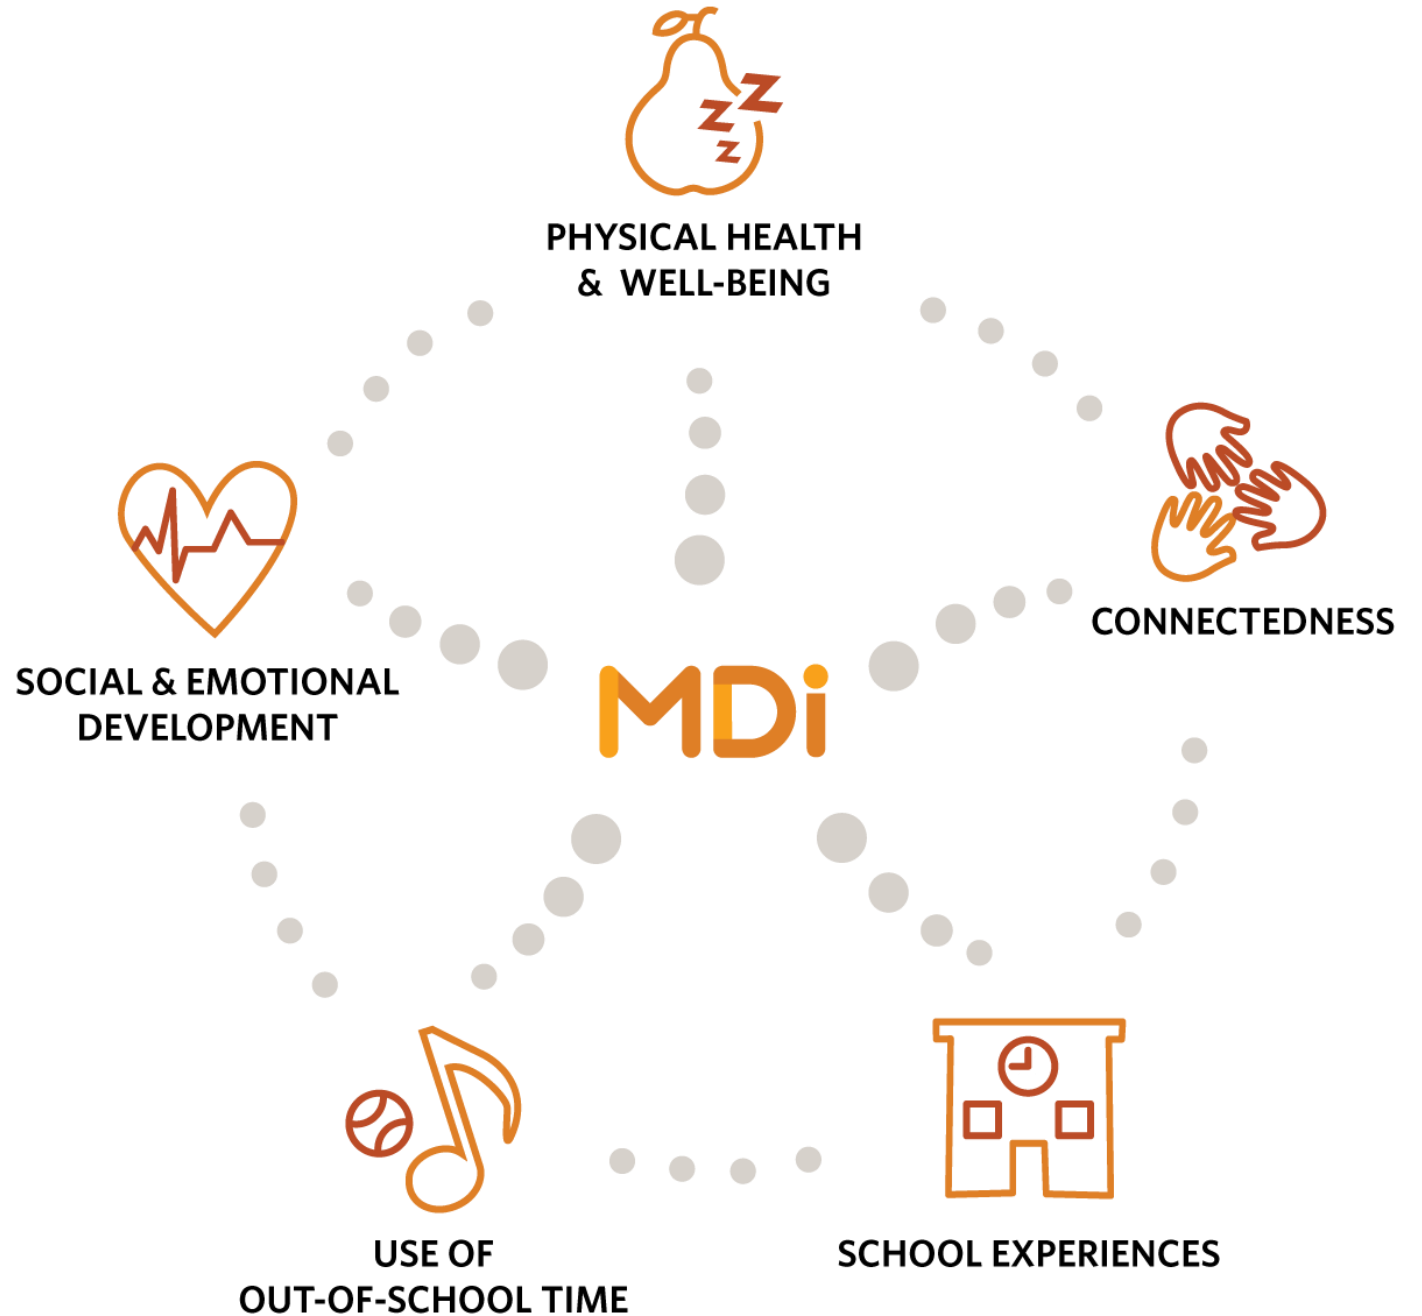 PHYSICAL HEALTH
& WELL-BEING
CONNECTEDNESS
SOCIAL & EMOTIONAL
DEVELOPMENT
MDi
USE OF
OUT-OF-SCHOOL TIME
SCHOOL EXPERIENCES